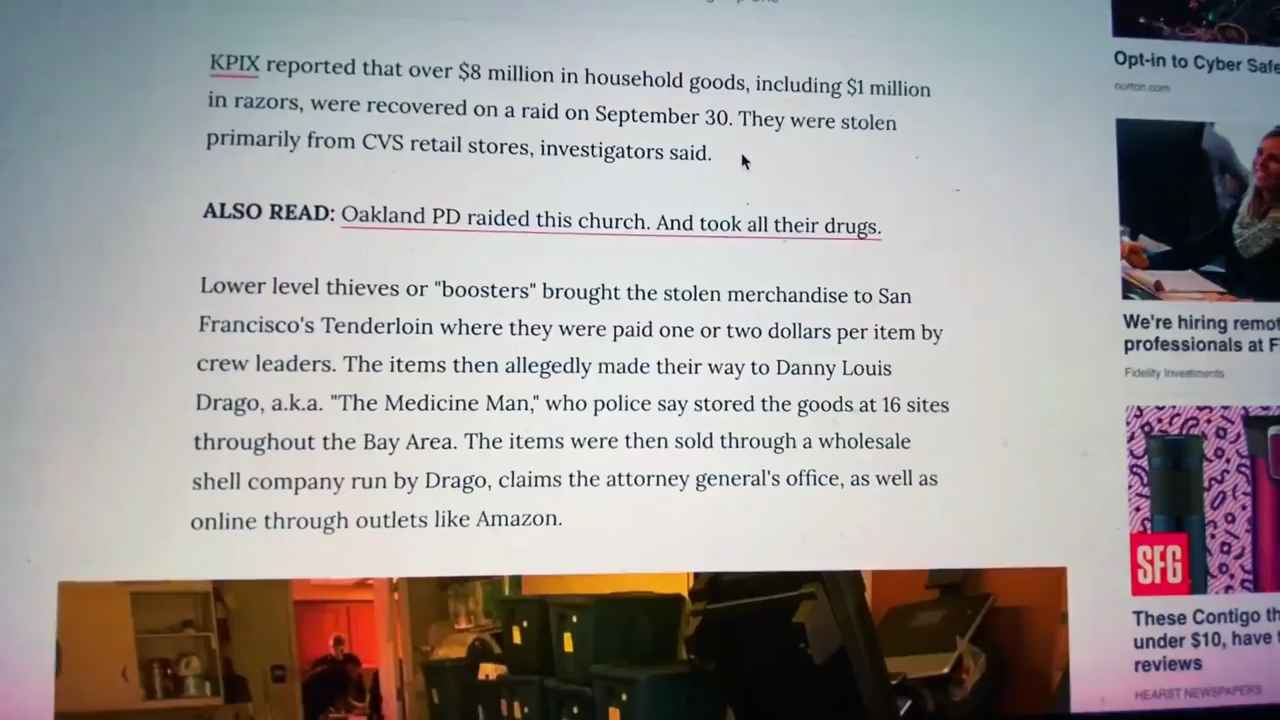 KPIX reported that over $8 million in household goods, including $1 million
in razors, were recovered on a raid on September 30. They were stolen
primarily from CVS retail stores, investigators said.
ALSO READ: Oakland PD raided this church. And took all their drugs.
Lower level thieves or "boosters" brought the stolen merchandise to San
Francisco's Tenderloin where they were paid one or two dollars per item by
crew leaders. The items then allegedly made their way to Danny Louis
Drago, a.k.a. "The Medicine Man," who police say stored the goods at 16 sites
throughout the Bay Area. The items were then sold through a wholesale
shell company run by Drago, claims the attorney general's office, as well as
online through outlets like Amazon.
Opt-in to Cyber Safe
norton.com
We're hiring remot
professionals at F
Fidelity Investments
SFG
These Contigo th
under $10, have
reviews
HEARST NEWSPAPERS